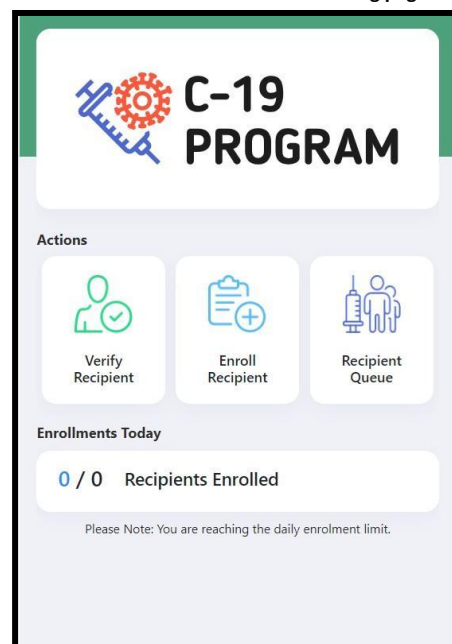 C-19
PROGRAM
Actions
Verify
Recipient
Enroll
Recipient
Recipient
Queue
Enrollments Today
0 / 0 Recipients Enrolled
Please Note: You are reaching the daily enrolment limit.